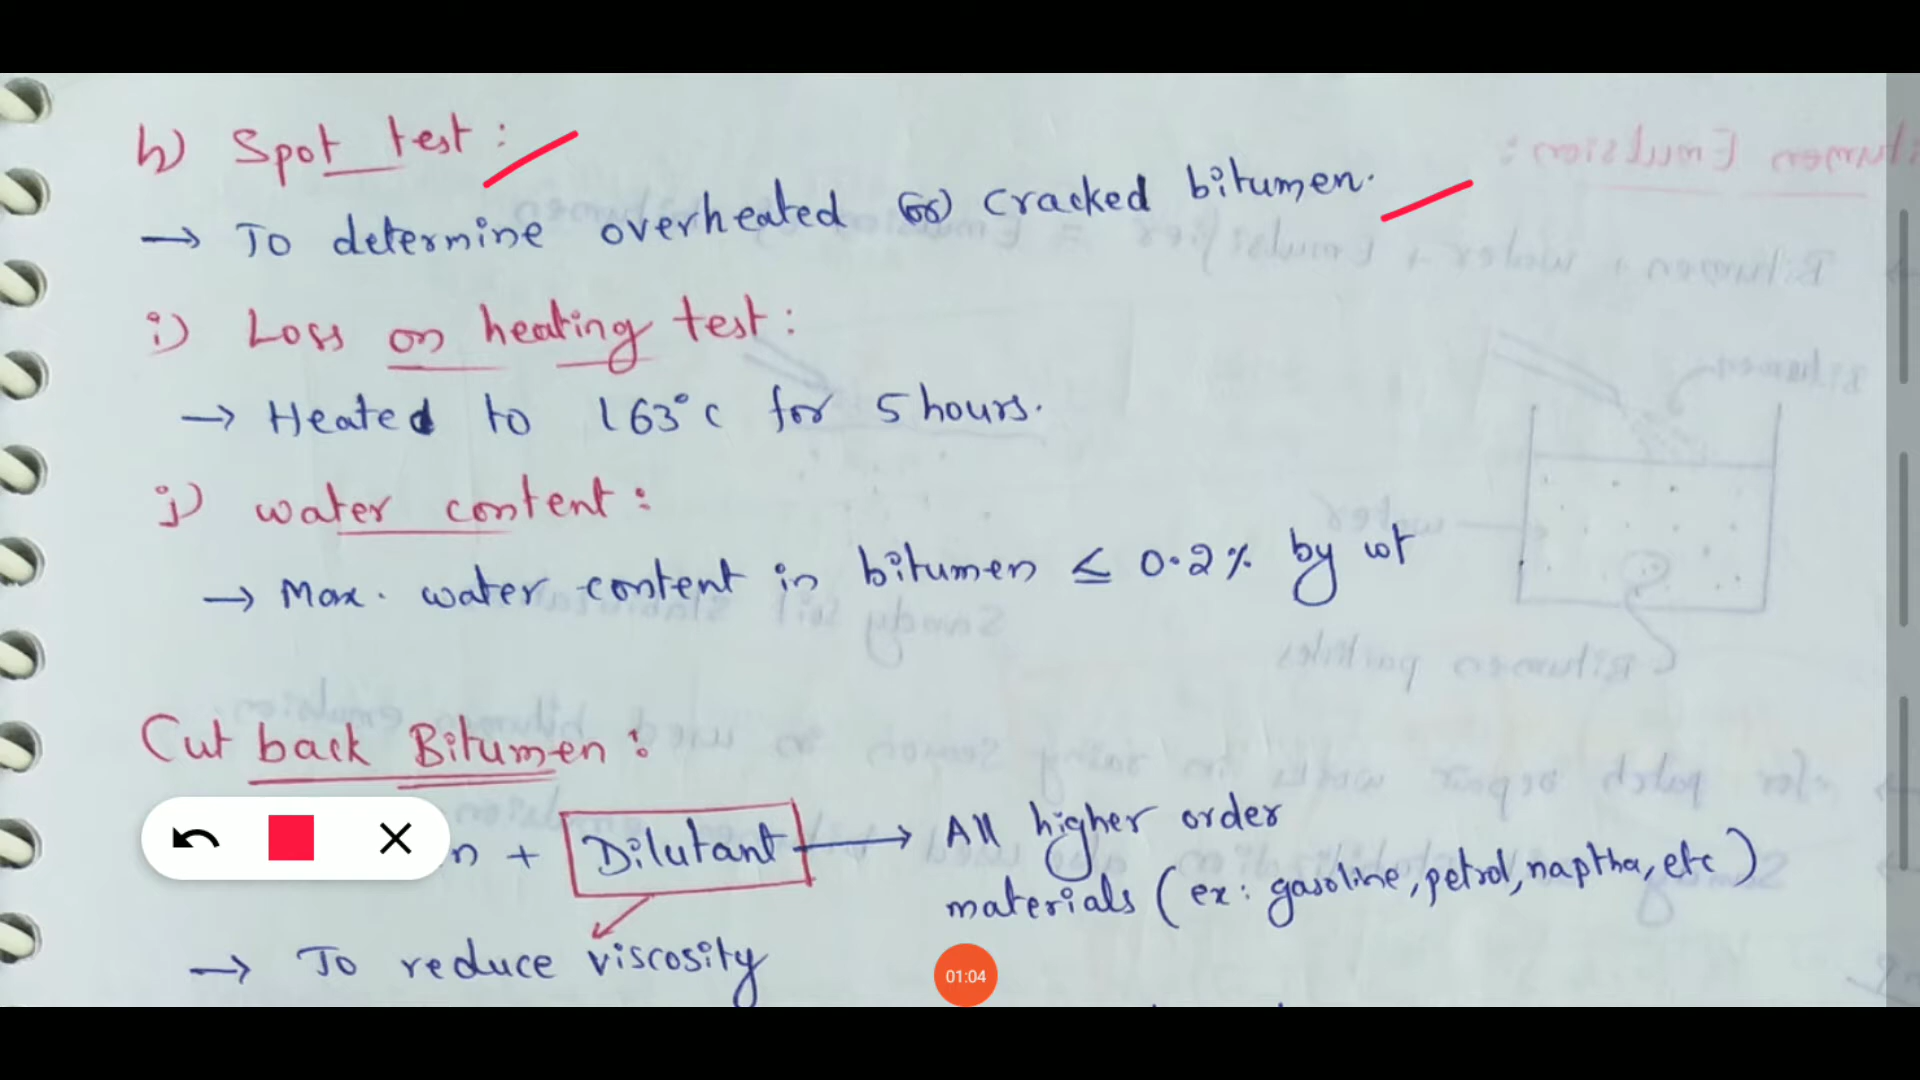 h) Spot test:
→ To determine overheated (or) cracked bitumen.
i) Loss on heating test:
→ Heated to 163°c for 5 hours.
j) water content:
→ Max. water content in bitumen ≤ 0.2% by wt
Cut back Bitumen:
n + Dilutant → All higher order
materials (ex: gasoline, petrol, naptha, etc)
→ To reduce viscosity
01:04